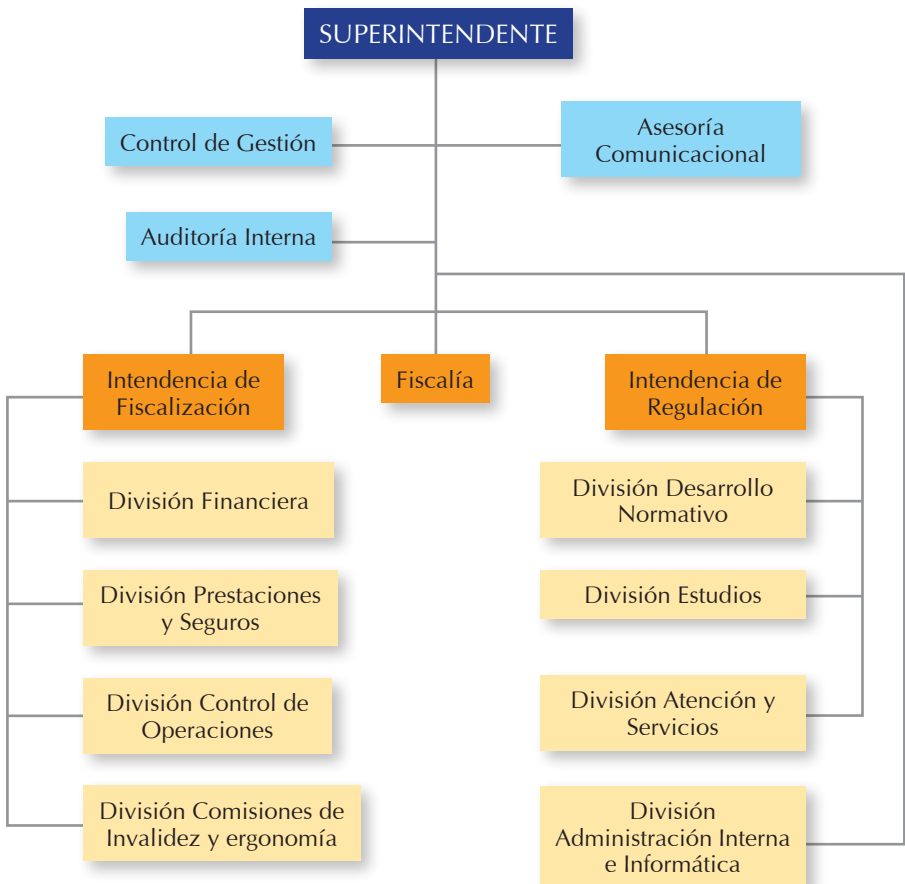 SUPERINTENDENTE
Control de Gestión
Asesoría
Comunicacional
Auditoría Interna
Intendencia de
Fiscalización
Fiscalía
Intendencia de
Regulación
División Financiera
División Prestaciones
y Seguros
División Control de
Operaciones
División Comisiones de
Invalidez y ergonomía
División Desarrollo
Normativo
División Estudios
División Atención y
Servicios
División
Administración Interna
e Informática